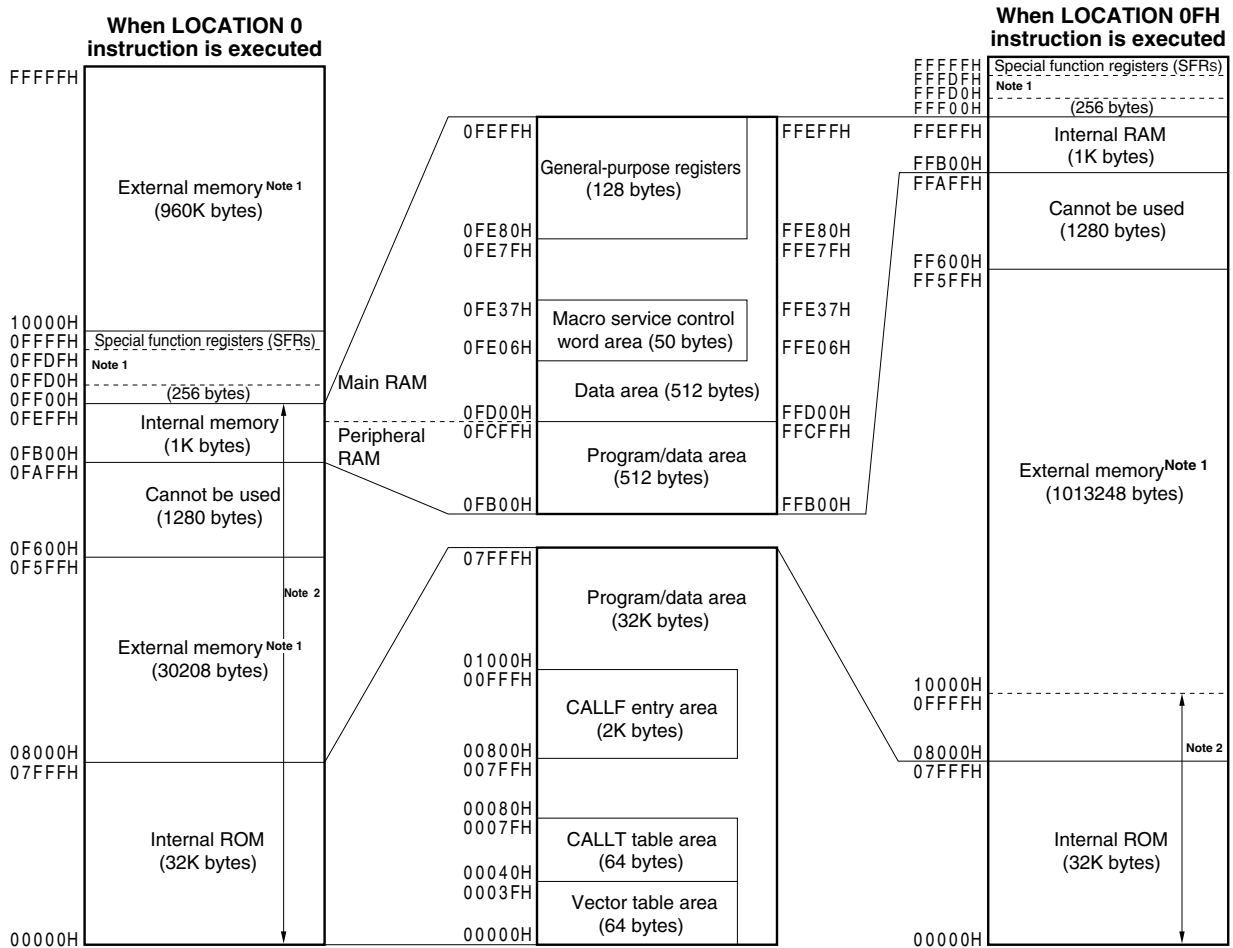 When LOCATION 0
instruction is executed
FFFFFH
External memory Note 1
(960K bytes)
10000H
0FFFFH
Special function registers (SFRs)
0FFDFH
Note 1
0FFD0H
(256 bytes)
0FF00H
0FEFFH
Internal memory
(1K bytes)
0FB00H
0FAFFH
Cannot be used
(1280 bytes)
0F600H
0F5FFH
Note 2
External memory Note 1
(30208 bytes)
08000H
07FFFH
Internal ROM
(32K bytes)
00000H
Main RAM
Peripheral
RAM
0FEFFH
FFEFFH
General-purpose registers
(128 bytes)
0FE80H
FFE80H
0FE7FH
FFE7FH
0FE37H
FFE37H
Macro service control
word area (50 bytes)
0FE06H
FFE06H
Data area (512 bytes)
0FD00H
FFD00H
0FCFFH
FFCFFH
Program/data area
(512 bytes)
0FB00H
FFB00H
07FFFH
Program/data area
(32K bytes)
01000H
00FFFH
CALLF entry area
(2K bytes)
00800H
007FFH
00080H
0007FH
CALLT table area
(64 bytes)
00040H
0003FH
Vector table area
(64 bytes)
00000H
When LOCATION 0FH
instruction is executed
FFFFFH
Special function registers (SFRs)
FFFDFH
Note 1
FFFD0H
FFF00H
(256 bytes)
FFEFFH
Internal RAM
(1K bytes)
FFB00H
FFAFFH
Cannot be used
(1280 bytes)
FF600H
FF5FFH
External memory Note 1
(1013248 bytes)
10000H
0FFFFH
Note 2
08000H
07FFFH
Internal ROM
(32K bytes)
00000H